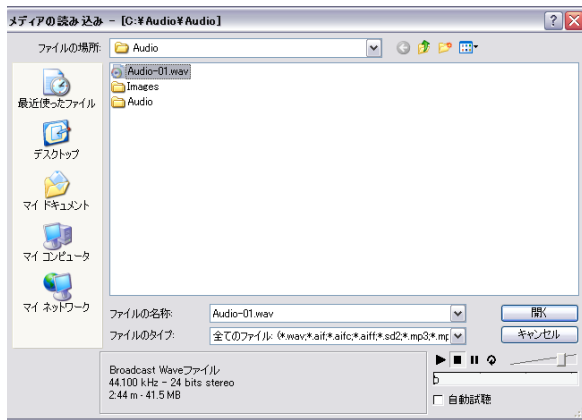 メディアの読み込み - [C:¥Audio¥Audio]
ファイルの場所:
Audio
最近使ったファイル
デスクトップ
マイ ドキュメント
マイ コンピュータ
マイ ネットワーク
Audio-01.wav
Images
Audio
ファイルの名称:
Audio-01.wav
開く
ファイルのタイプ:
全てのファイル: (*.wav;*.aif;*.aifc;*.aiff;*.sd2;*.mp3;*.mp
キャンセル
Broadcast Waveファイル
44.100 kHz - 24 bits stereo
2:44 m - 41.5 MB
自動試聴